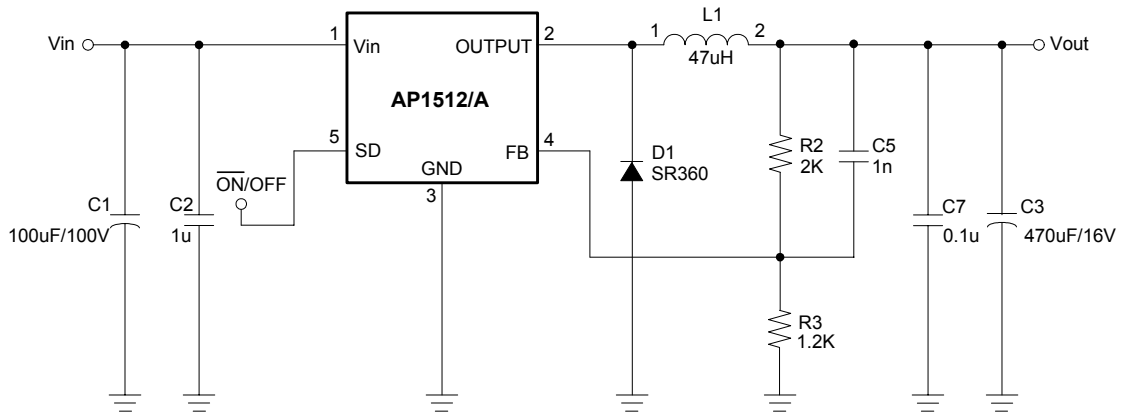 L1
Vin
1
Vin
OUTPUT
2
1
2
Vout
47uH
AP1512/A
5
SD
FB
4
GND
3
D1
SR360
R2
2K
C5
1n
ON/OFF
C1
100uF/100V
C2
1u
C7
0.1u
C3
470uF/16V
R3
1.2K